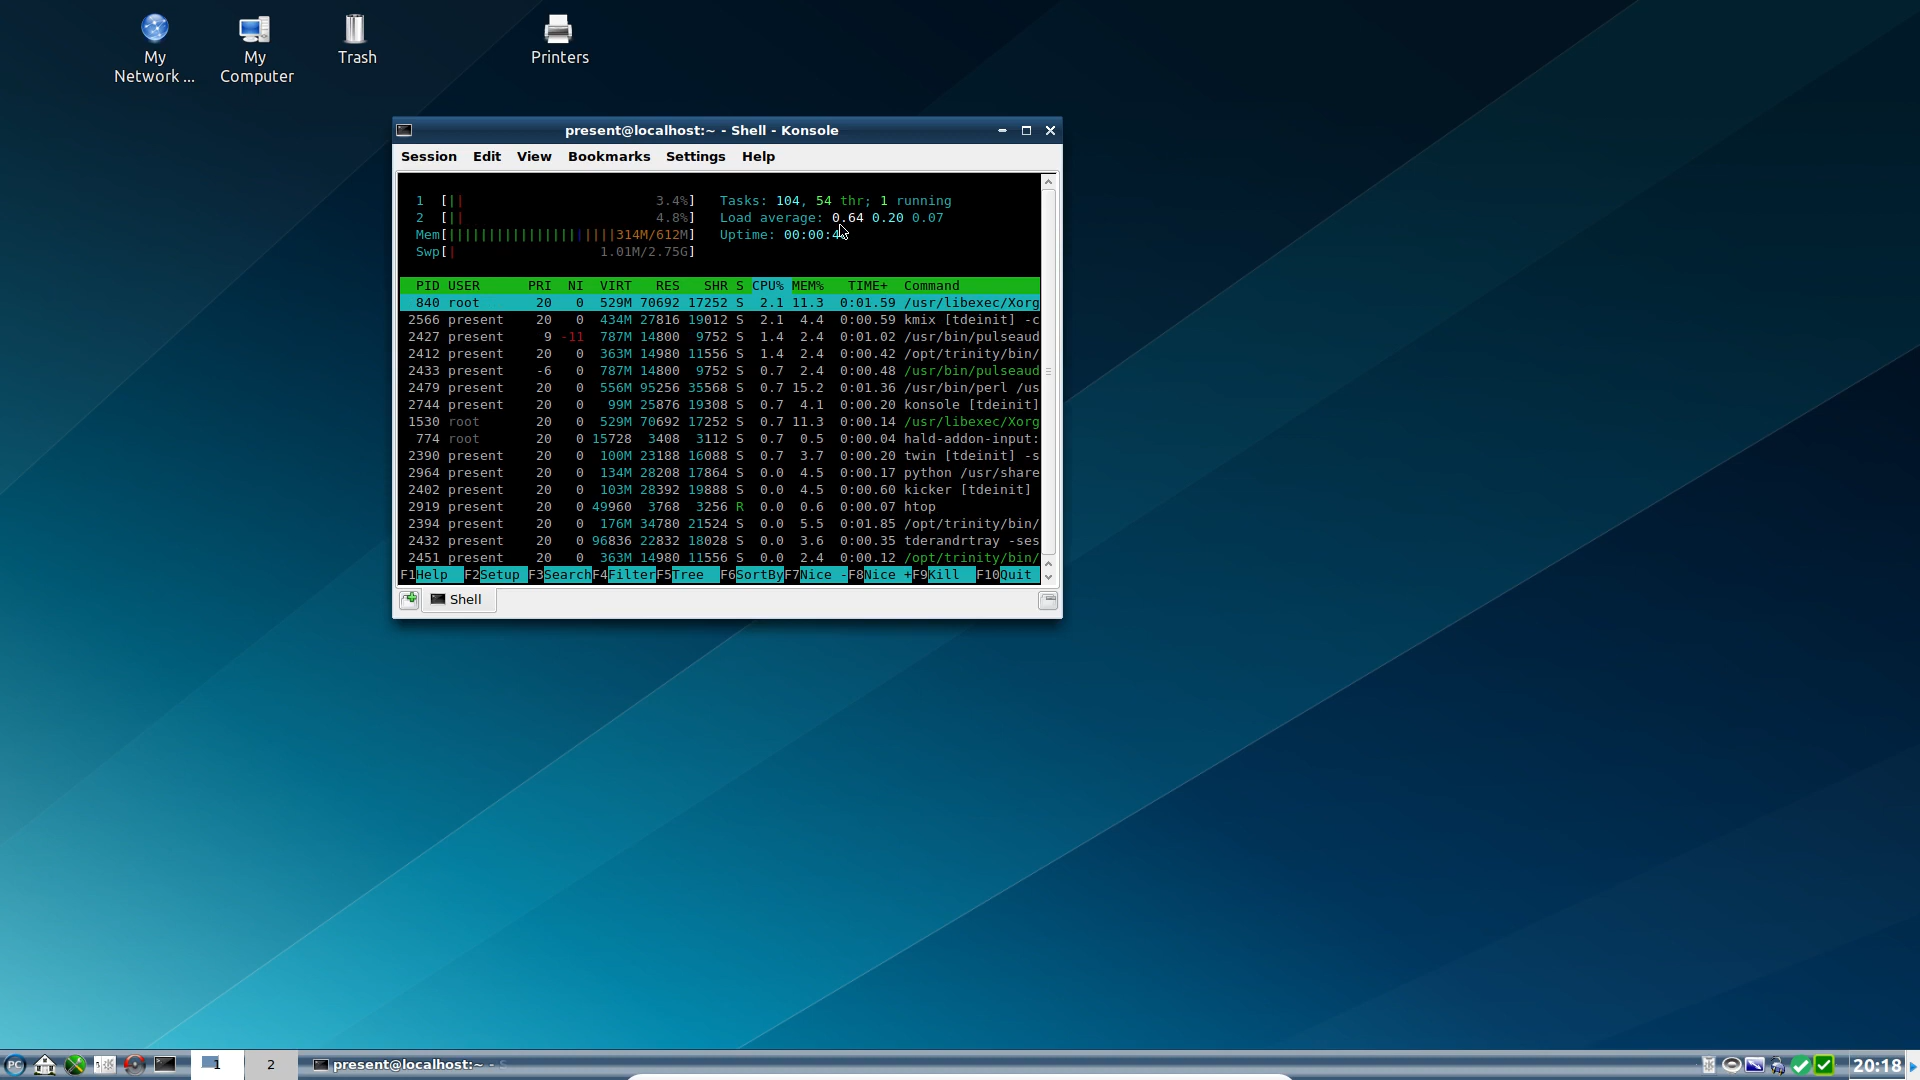 My
Network ...
My
Computer
Trash
Printers
present@localhost:~ - Shell - Konsole
Session Edit View Bookmarks Settings Help
1 [|| 3.4%] Tasks: 104, 54 thr; 1 running
2 [|| 4.8%] Load average: 0.64 0.20 0.07
Mem[|||||||||||||||||||||314M/612M] Uptime: 00:00:4
Swp[| 1.01M/2.75G]
PID USER PRI NI VIRT RES SHR S CPU% MEM% TIME+ Command
840 root 20 0 529M 70692 17252 S 2.1 11.3 0:01.59 /usr/libexec/Xorg
2566 present 20 0 434M 27816 19012 S 2.1 4.4 0:00.59 kmix [tdeinit] -c
2427 present 9 -11 787M 14800 9752 S 1.4 2.4 0:01.02 /usr/bin/pulseaud
2412 present 20 0 363M 14980 11556 S 1.4 2.4 0:00.42 /opt/trinity/bin/
2433 present -6 0 787M 14800 9752 S 0.7 2.4 0:00.48 /usr/bin/pulseaud
2479 present 20 0 556M 95256 35568 S 0.7 15.2 0:01.36 /usr/bin/perl /us
2744 present 20 0 99M 25876 19308 S 0.7 4.1 0:00.20 konsole [tdeinit]
1530 root 20 0 529M 70692 17252 S 0.7 11.3 0:00.14 /usr/libexec/Xorg
774 root 20 0 15728 3408 3112 S 0.7 0.5 0:00.04 hald-addon-input:
2390 present 20 0 100M 23188 16088 S 0.7 3.7 0:00.20 twin [tdeinit] -s
2964 present 20 0 134M 28208 17864 S 0.0 4.5 0:00.17 python /usr/share
2402 present 20 0 103M 28392 19888 S 0.0 4.5 0:00.60 kicker [tdeinit]
2919 present 20 0 49960 3768 3256 R 0.0 0.6 0:00.07 htop
2394 present 20 0 176M 34780 21524 S 0.0 5.5 0:01.85 /opt/trinity/bin/
2432 present 20 0 96836 22832 18028 S 0.0 3.6 0:00.35 tderandrtray -ses
2451 present 20 0 363M 14980 11556 S 0.0 2.4 0:00.12 /opt/trinity/bin/
F1Help F2Setup F3SearchF4FilterF5Tree F6SortByF7Nice -F8Nice +F9Kill F10Quit
Shell
PC 1 2 present@localhost:~ - S 20:18